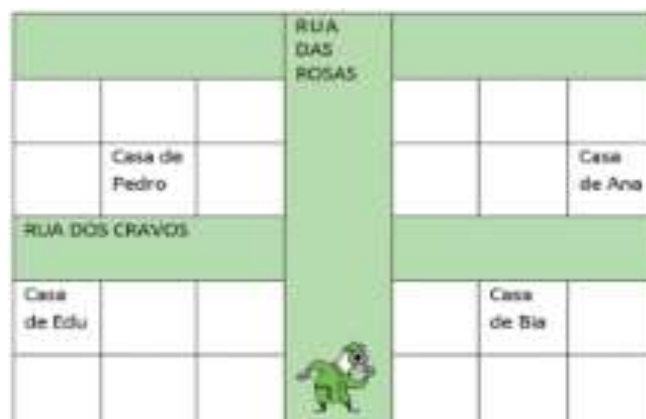 RUA
DAS
ROSAS
Casa de
Pedro
Casa
de Ana
RUA DOS CRAVOS
Casa
de Edu
Casa
de Bia